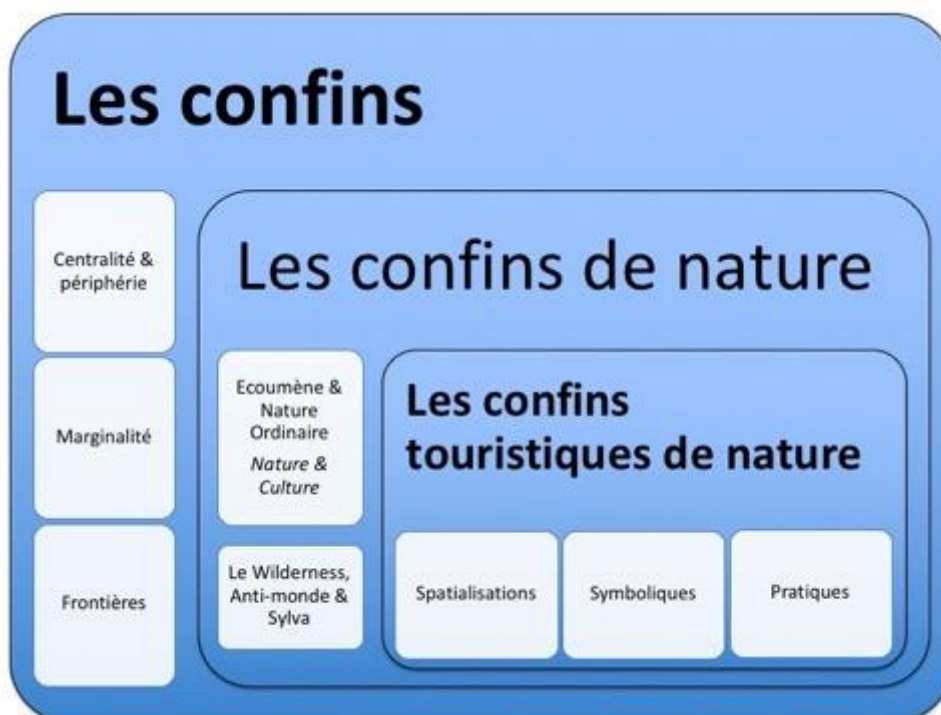 Les confins
Centralité &
périphérie
Marginalité
Frontières
Les confins de nature
Ecoumène &
Nature
Ordinaire
Nature &
Culture
Le Wilderness,
Anti-monde &
Sylva
Les confins
touristiques de nature
Spatialisations
Symboliques
Pratiques